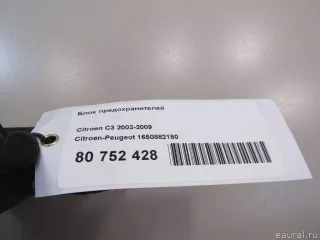 Блок предохранителей
Citroen C3 2002-2009
Citroen-Peugeot 1650882180
80 752 428
© eaural.ru